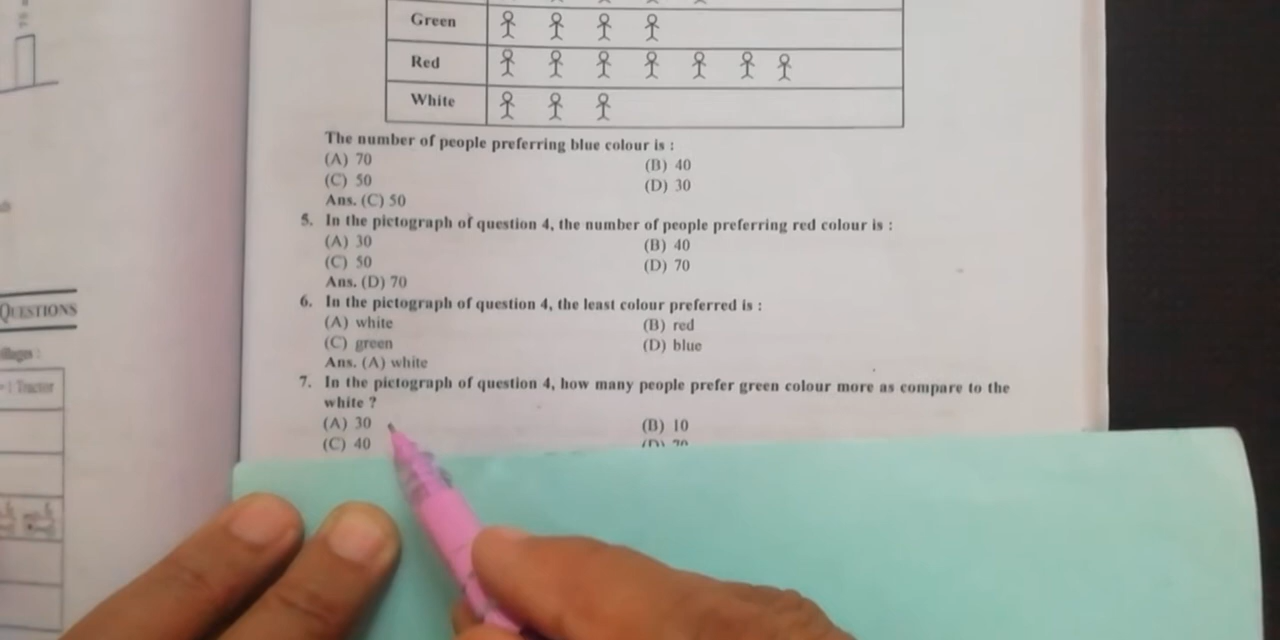 Green
Red
White
The number of people preferring blue colour is :
(A) 70
(B) 40
(C) 50
(D) 30
Ans. (C) 50
5. In the pictograph of question 4, the number of people preferring red colour is :
(A) 30
(B) 40
(C) 50
(D) 70
Ans. (D) 70
6. In the pictograph of question 4, the least colour preferred is :
(A) white
(B) red
(C) green
(D) blue
Ans. (A) white
7. In the pictograph of question 4, how many people prefer green colour more as compare to the
white ?
(A) 30
(B) 10
(C) 40
QUESTIONS
1 Tractor